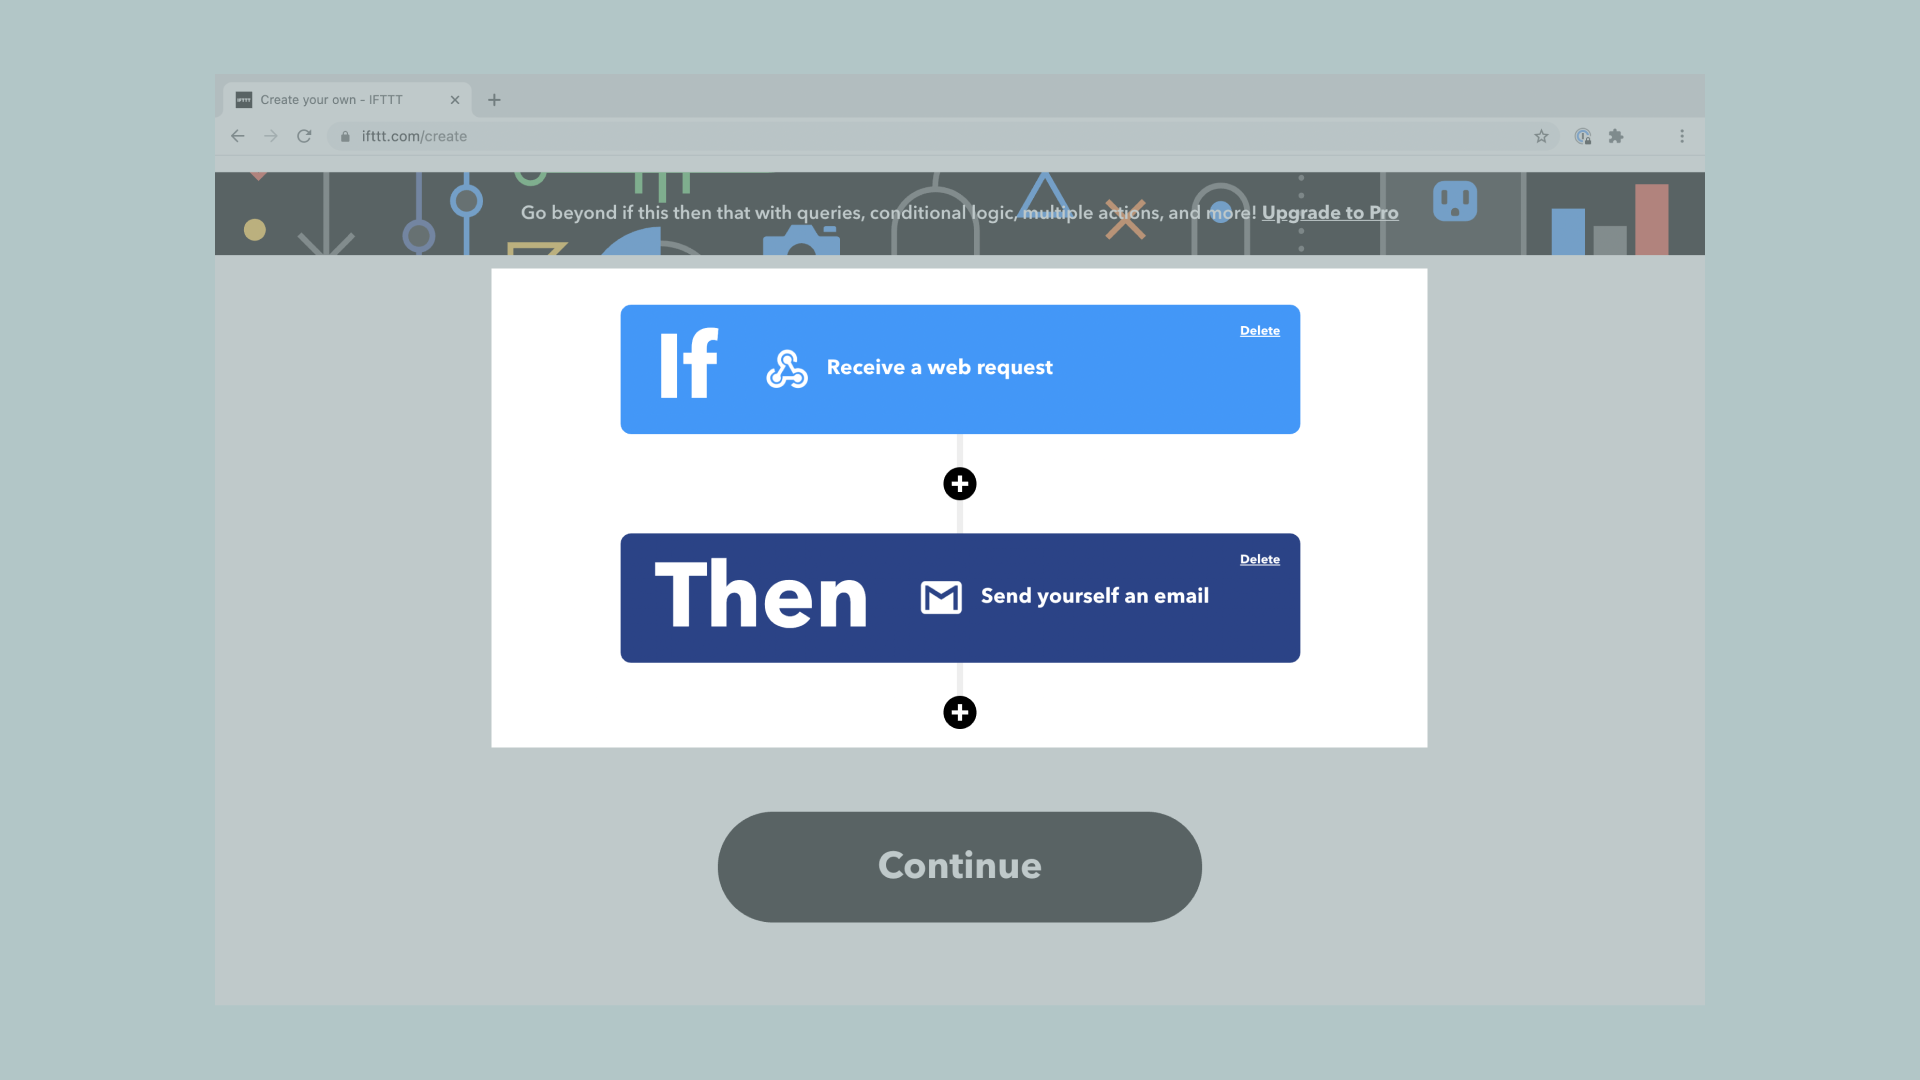 Create your own - IFTTT
ifttt.com/create
Go beyond if this then that with queries, conditional logic, multiple actions, and more! Upgrade to Pro
Delete
If Receive a web request
Delete
Then Send yourself an email
Continue